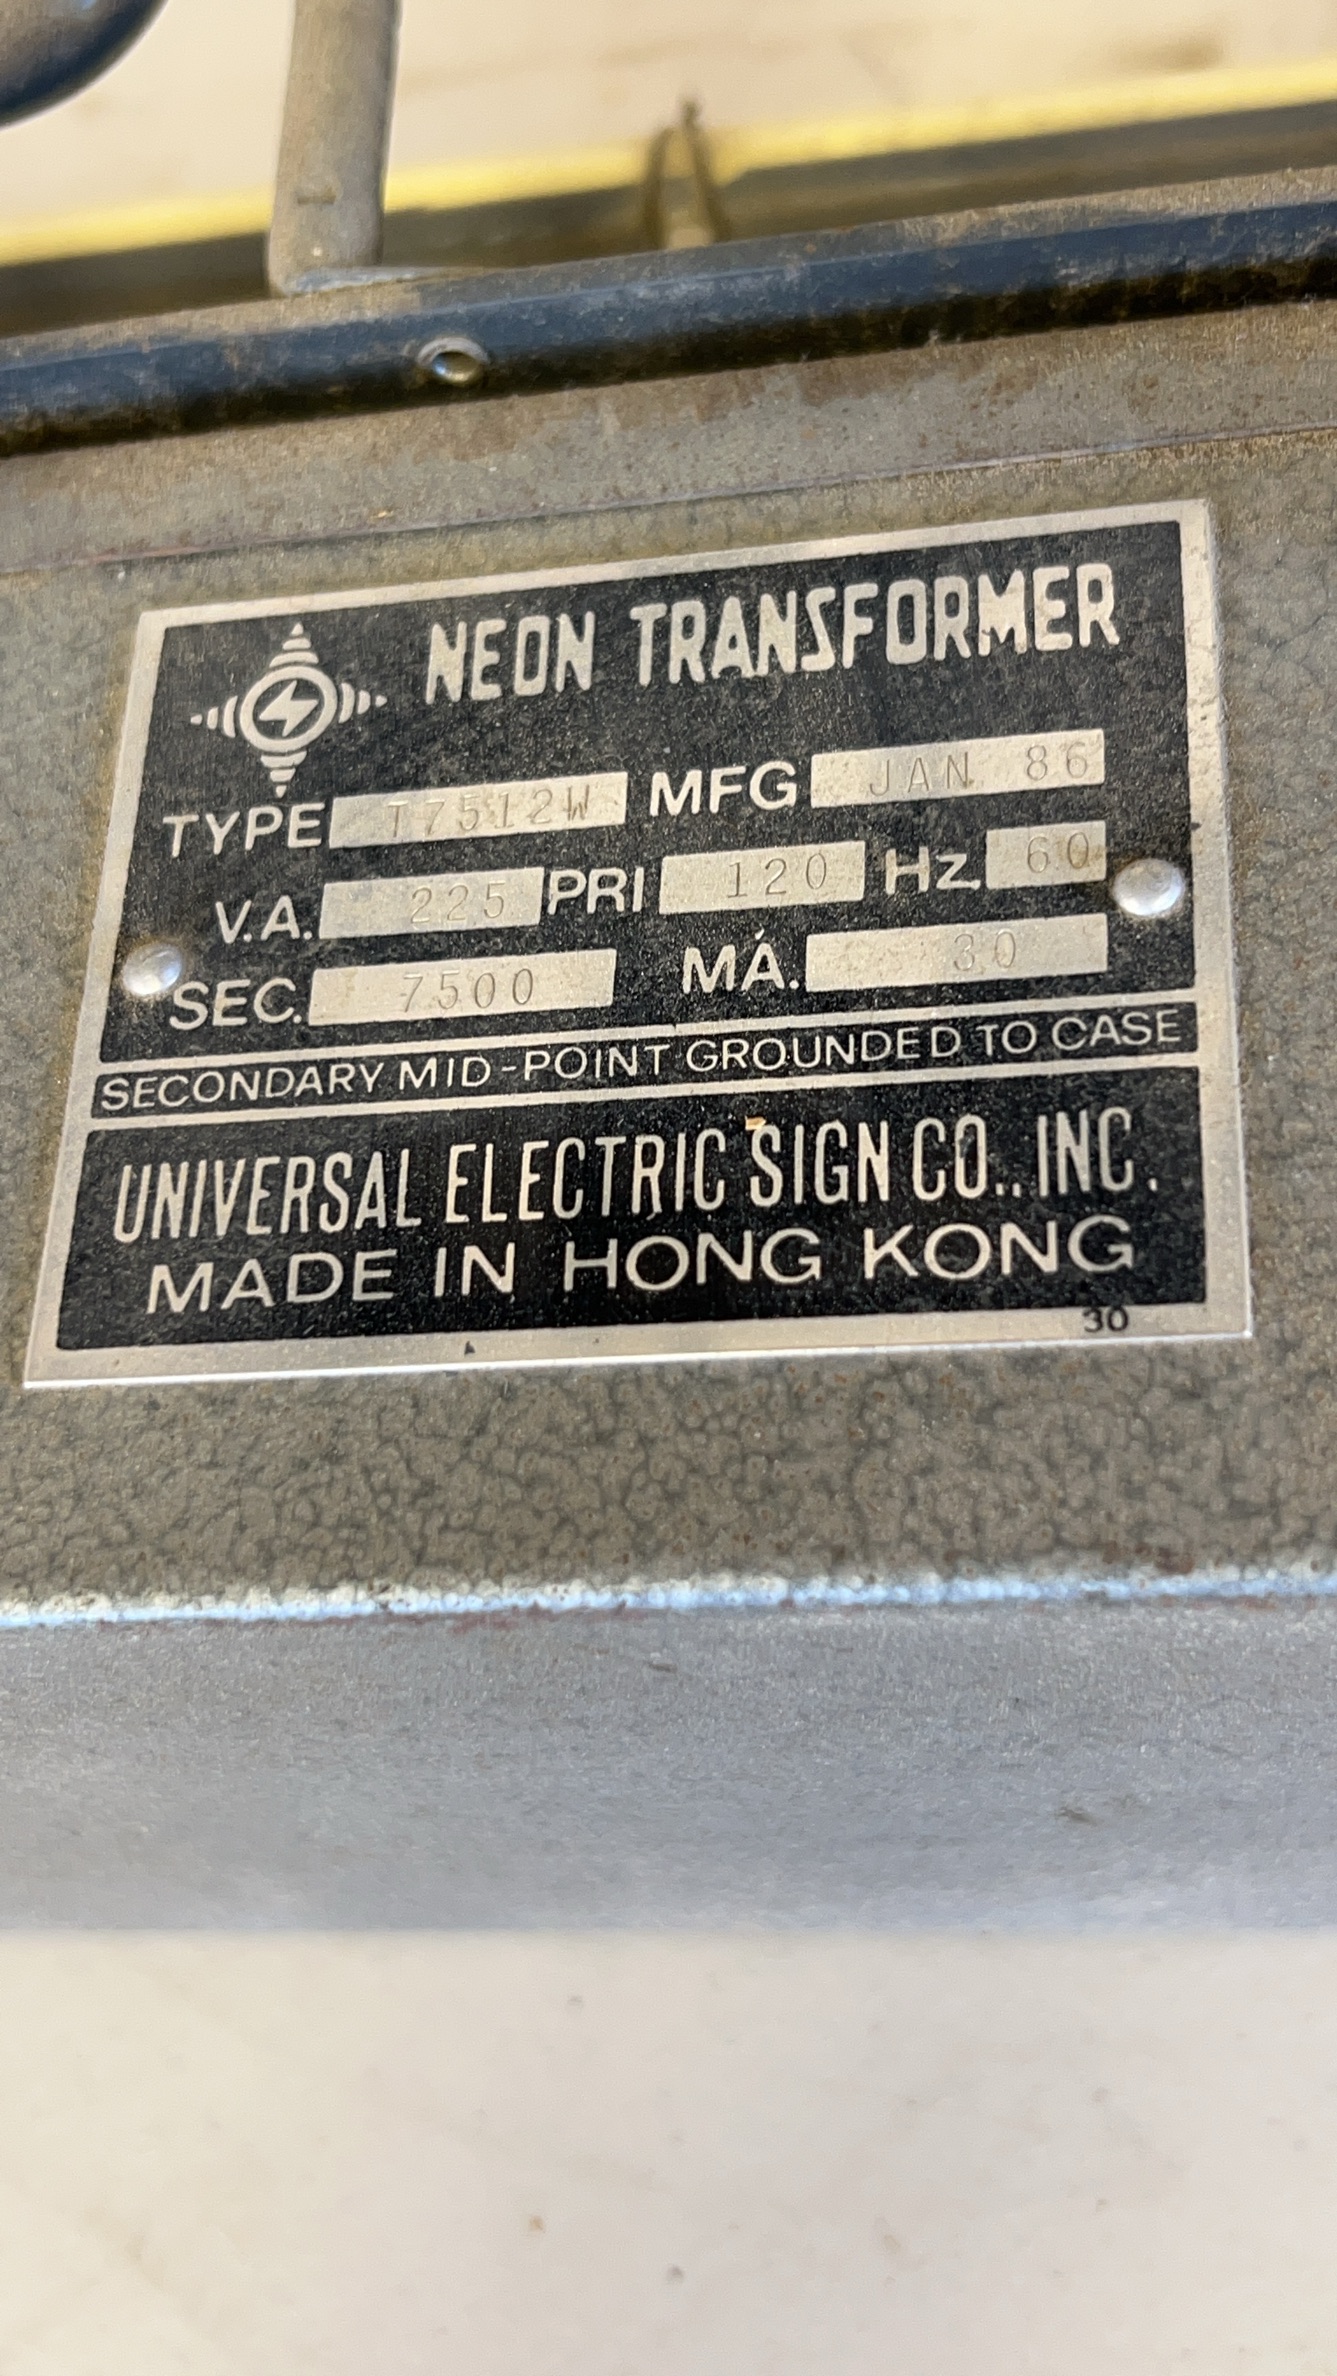 NEON TRANSFORMER
TYPE T7512W MFG JAN 86
V.A. 225 PRI 120 Hz. 60
SEC. 7500 MA. 30
SECONDARY MID-POINT GROUNDED TO CASE
UNIVERSAL ELECTRIC SIGN CO., INC.
MADE IN HONG KONG
30